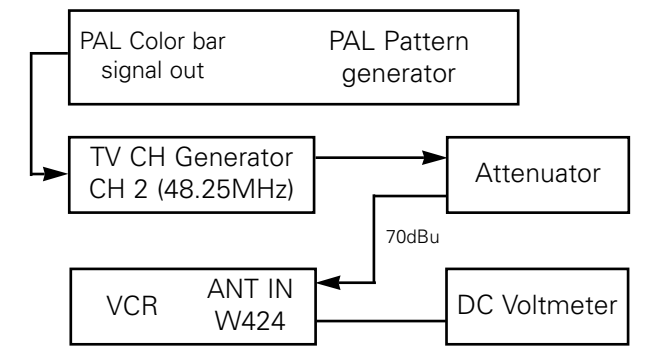 PAL Color bar
signal out
PAL Pattern
generator
TV CH Generator
CH 2 (48.25MHz)
Attenuator
70dBu
VCR
ANT IN
W424
DC Voltmeter